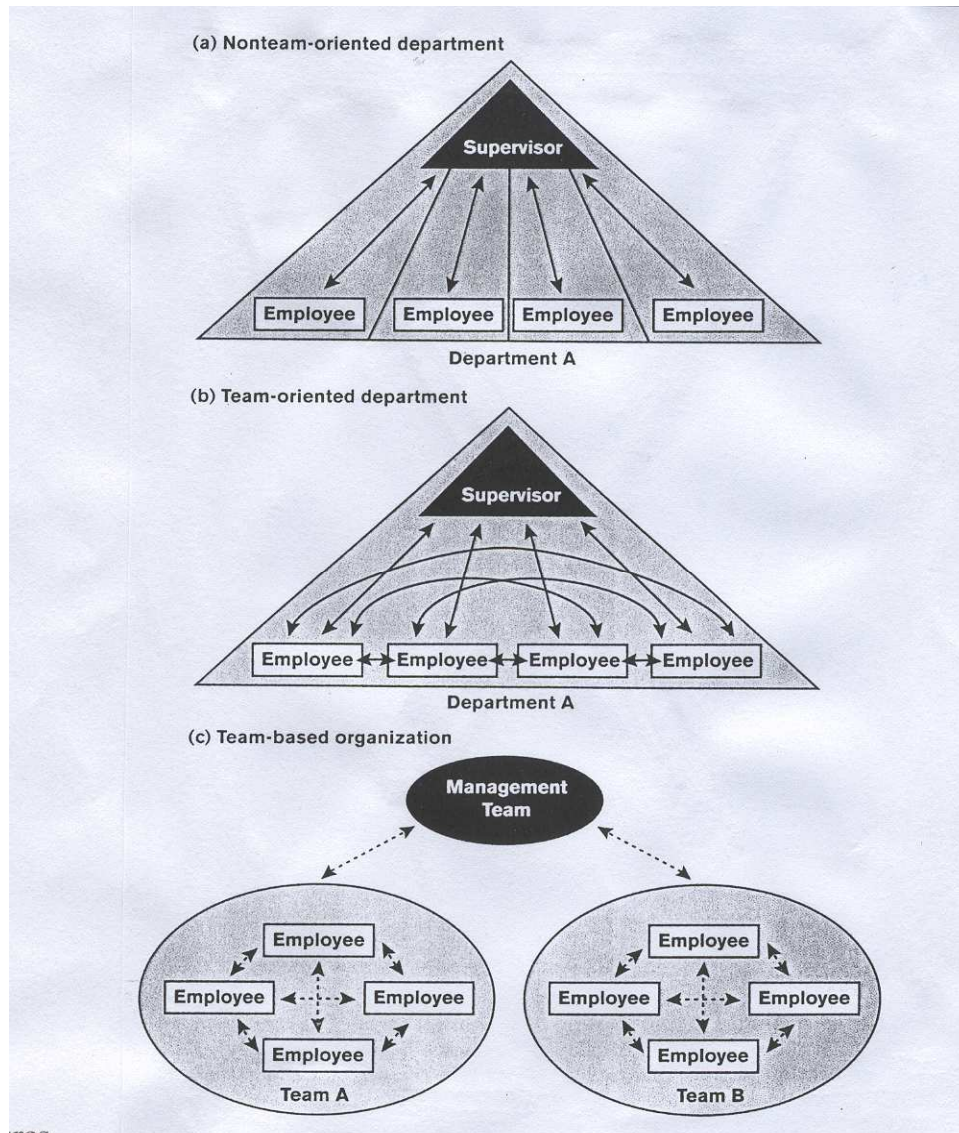 (a) Nonteam-oriented department
Supervisor
Employee Employee Employee Employee
Department A
(b) Team-oriented department
Supervisor
Employee Employee Employee Employee
Department A
(c) Team-based organization
Management
Team
Employee
Employee Employee
Employee
Team A
Employee
Employee Employee
Employee
Team B